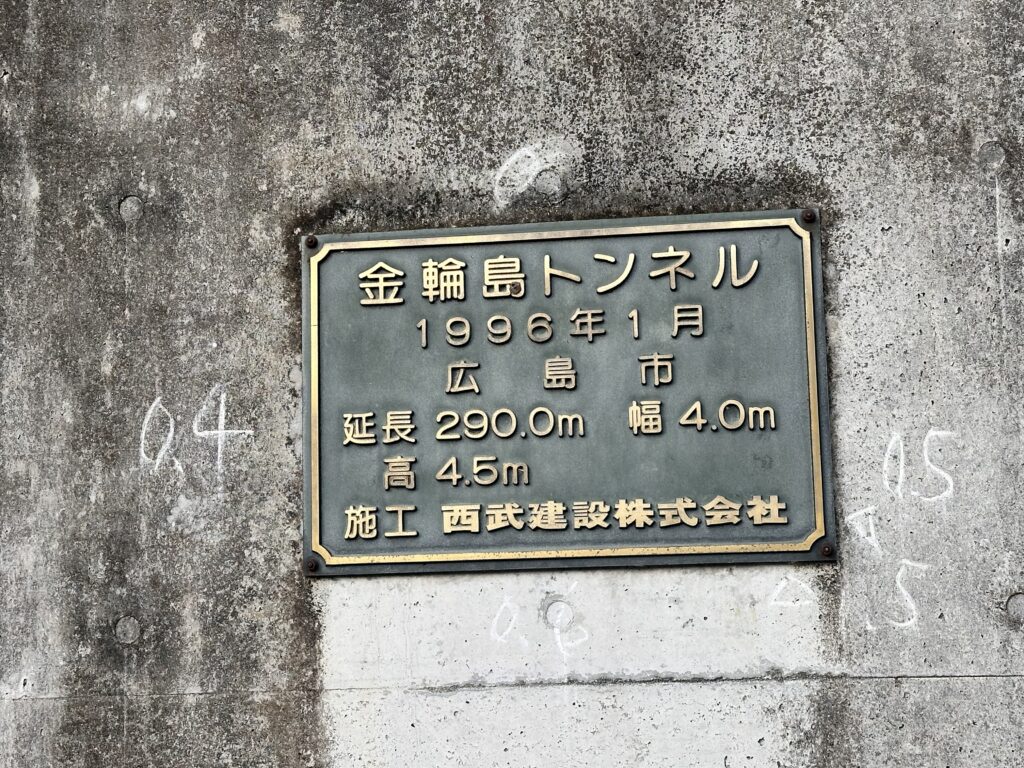 金輪島トンネル
1996年1月
広島市
延長 290.0m 幅 4.0m
高 4.5m
施工 西武建設株式会社
0.4
0.5
.5